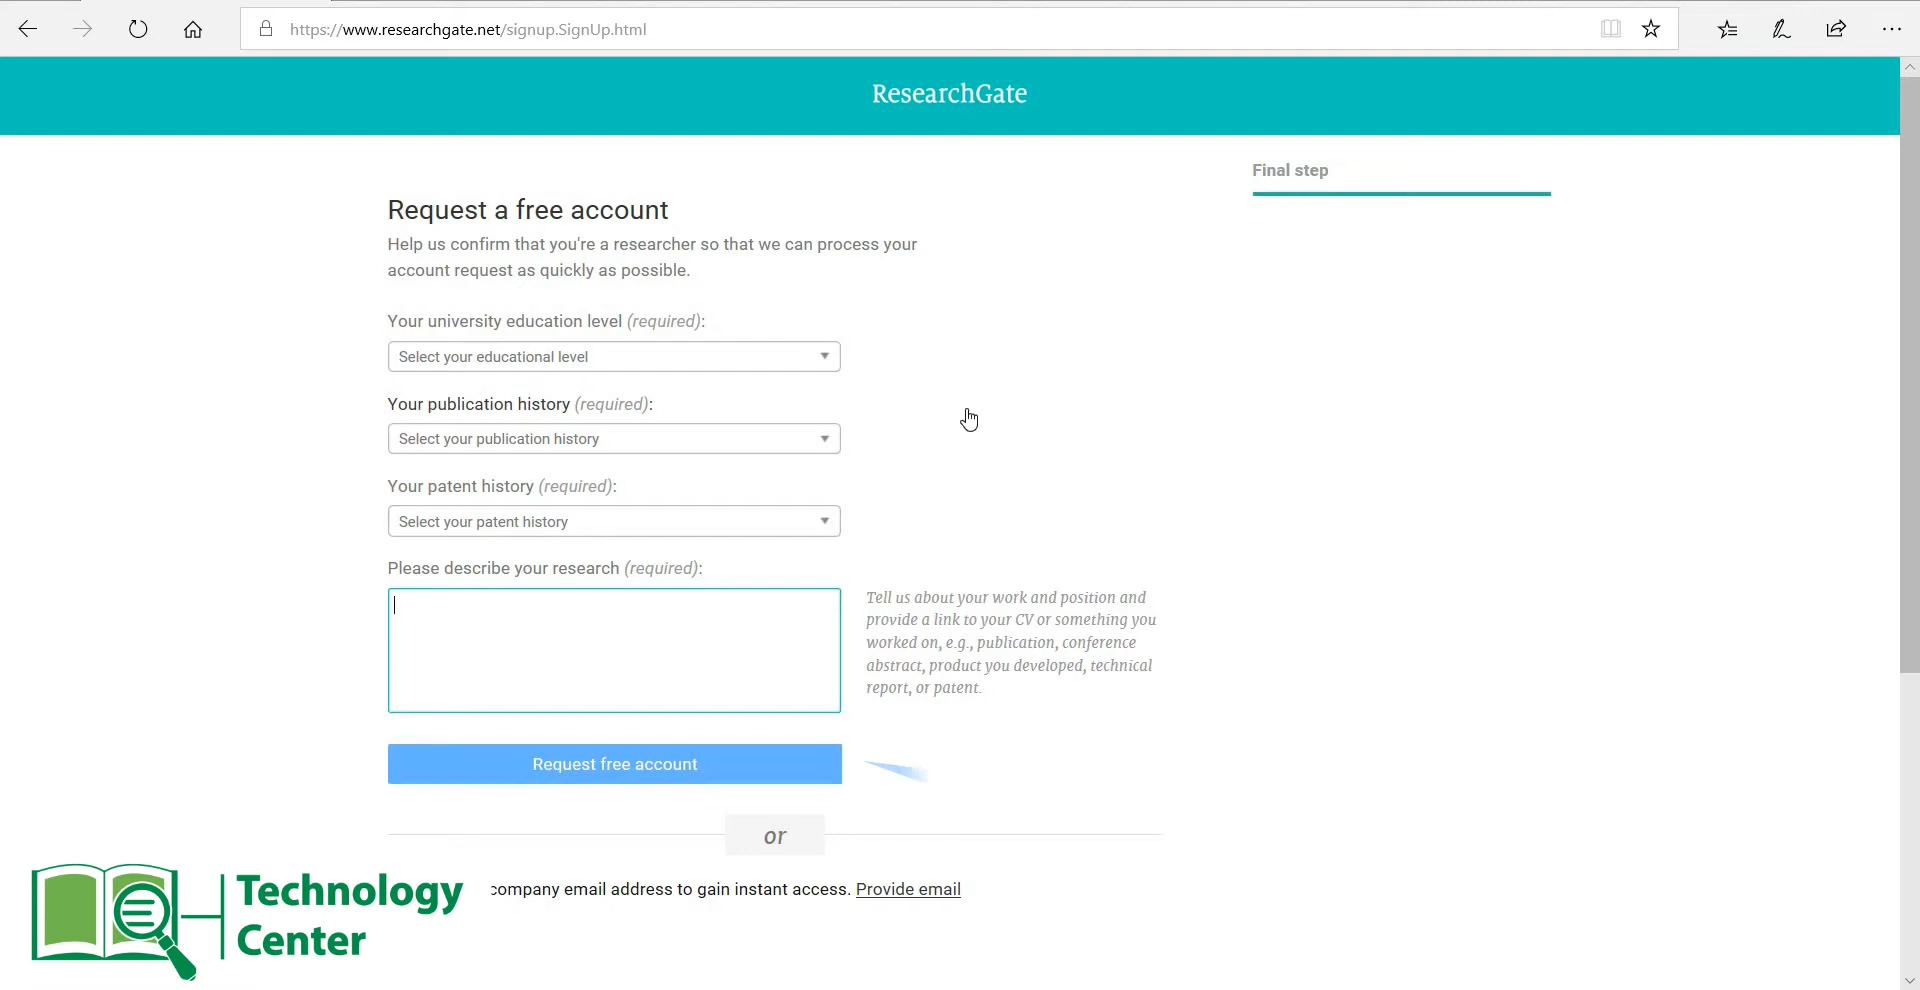 https://www.researchgate.net/signup.SignUp.html
ResearchGate
Final step
Request a free account
Help us confirm that you're a researcher so that we can process your
account request as quickly as possible.
Your university education level (required):
Select your educational level
Your publication history (required):
Select your publication history
Your patent history (required):
Select your patent history
Please describe your research (required):
Tell us about your work and position and
provide a link to your CV or something you
worked on, e.g., publication, conference
abstract, product you developed, technical
report, or patent.
Request free account
or
company email address to gain instant access. Provide email
Technology
Center